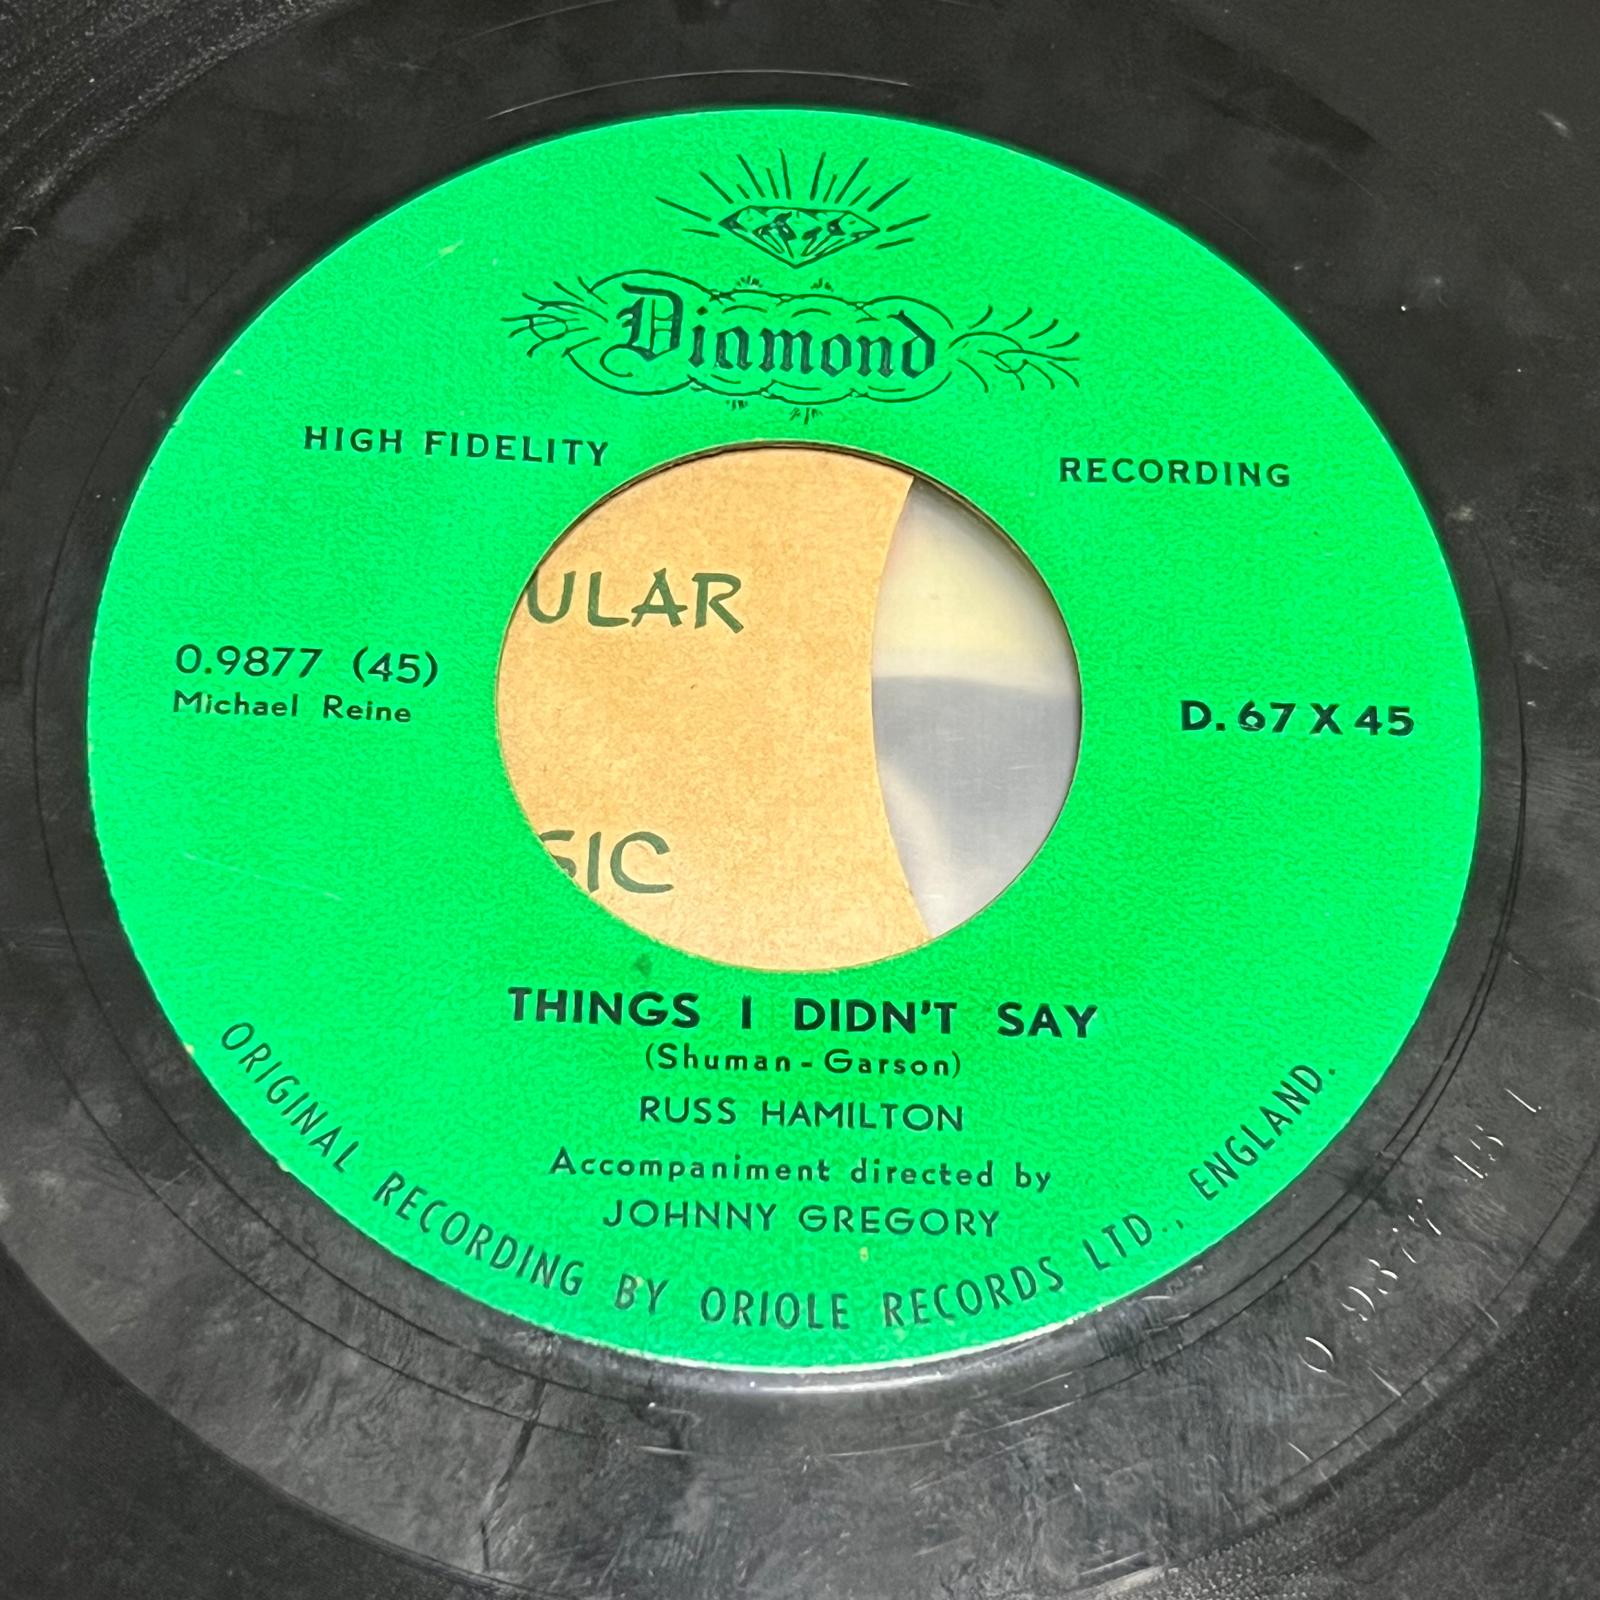 Diamond
HIGH FIDELITY RECORDING
ULAR
0.9877 (45)
Michael Reine
D. 67 X 45
SIC
THINGS I DIDN'T SAY
(Shuman - Garson)
RUSS HAMILTON
Accompaniment directed by
JOHNNY GREGORY
ORIGINAL RECORDING BY ORIOLE RECORDS LTD., ENGLAND.